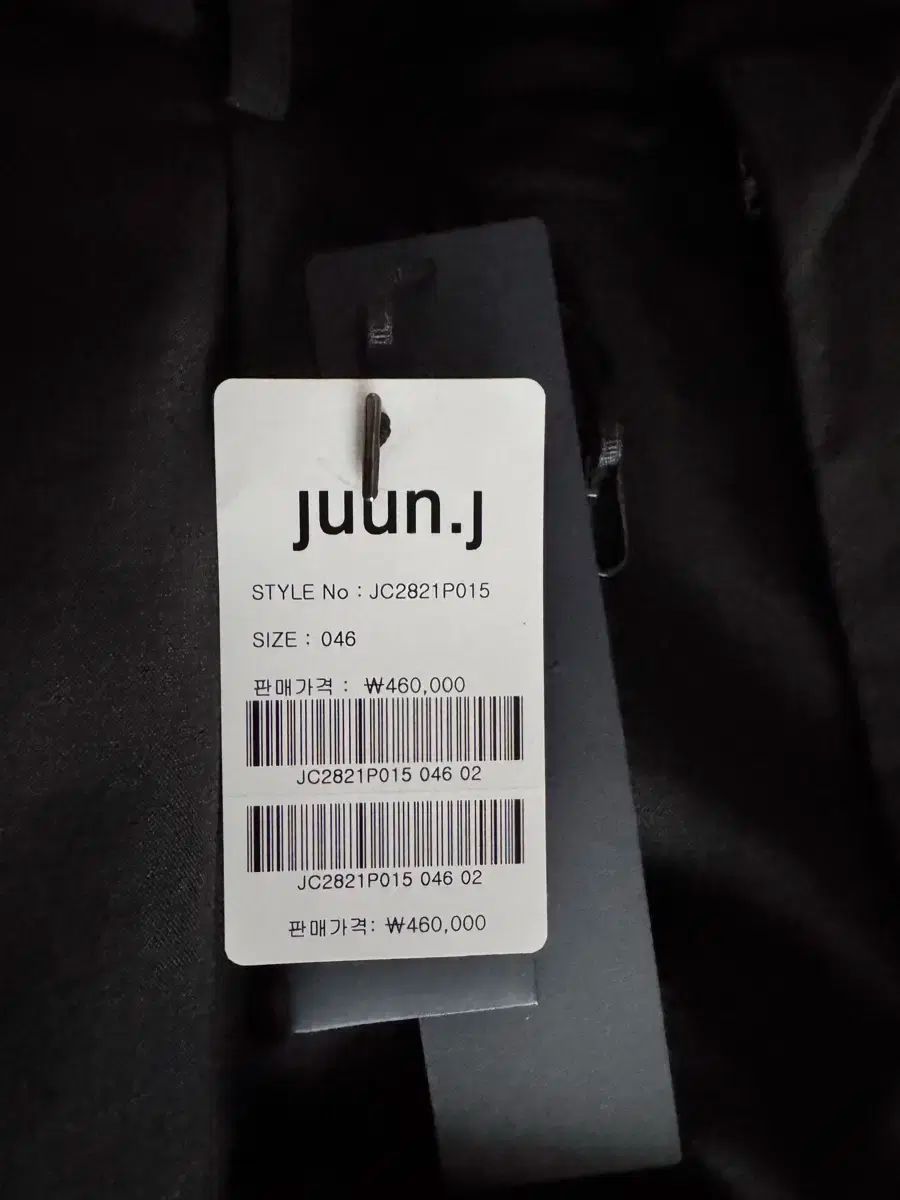 juun.j
STYLE No : JC2821P015
SIZE : 046
판매가격 : ₩460,000
JC2821P015 046 02
JC2821P015 046 02
판매가격: ₩460,000